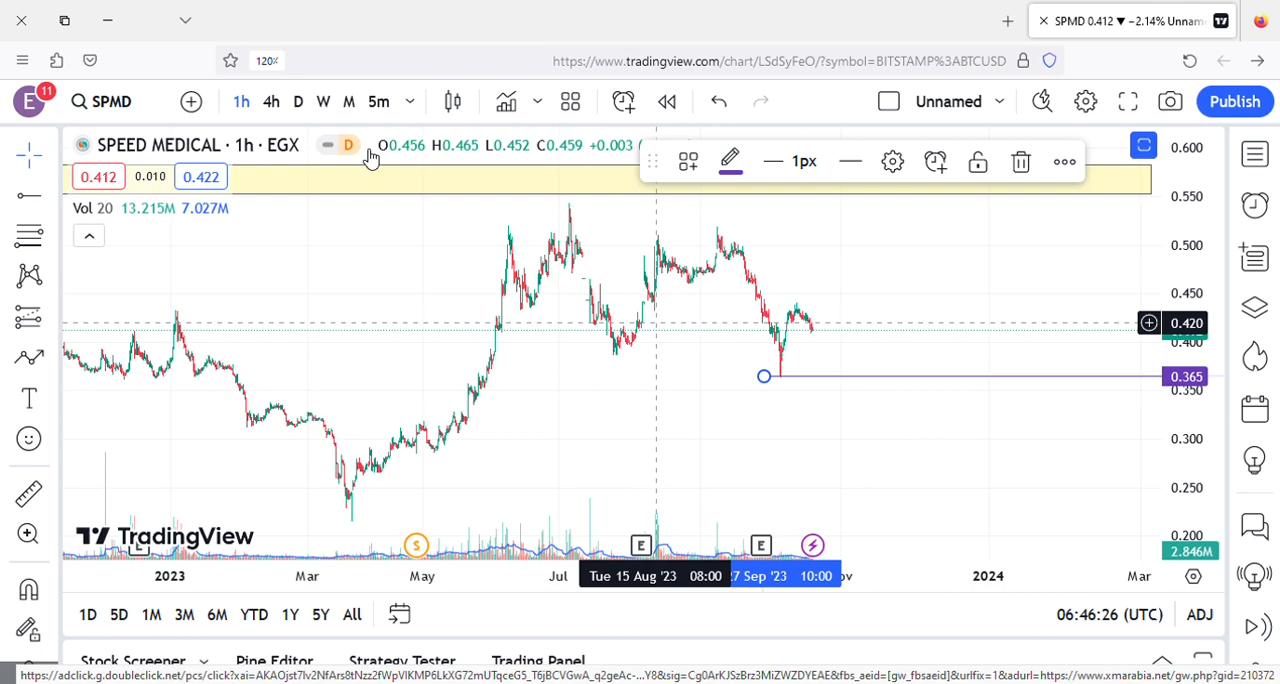 SPMD 0.412 ▼ −2.14% Unnam
120%
https://www.tradingview.com/chart/LSdSyFeO/?symbol=BITSTAMP%3ABTCUSD
E 11 SPMD 1h 4h D W M 5m Unnamed Publish
SPEED MEDICAL · 1h · EGX D O0.456 H0.465 L0.452 C0.459 +0.003
1px
0.412 0.010 0.422
Vol 20 13.215M 7.027M
0.600
0.550
0.500
0.450
0.420
0.400
0.365
0.350
0.300
0.250
0.200
2.846M
TradingView
S E E
2023 Mar May Jul Tue 15 Aug '23 08:00 27 Sep '23 10:00 ov 2024 Mar
1D 5D 1M 3M 6M YTD 1Y 5Y All 06:46:26 (UTC) ADJ
Stock Screener Pine Editor Strategy Tester Trading Panel